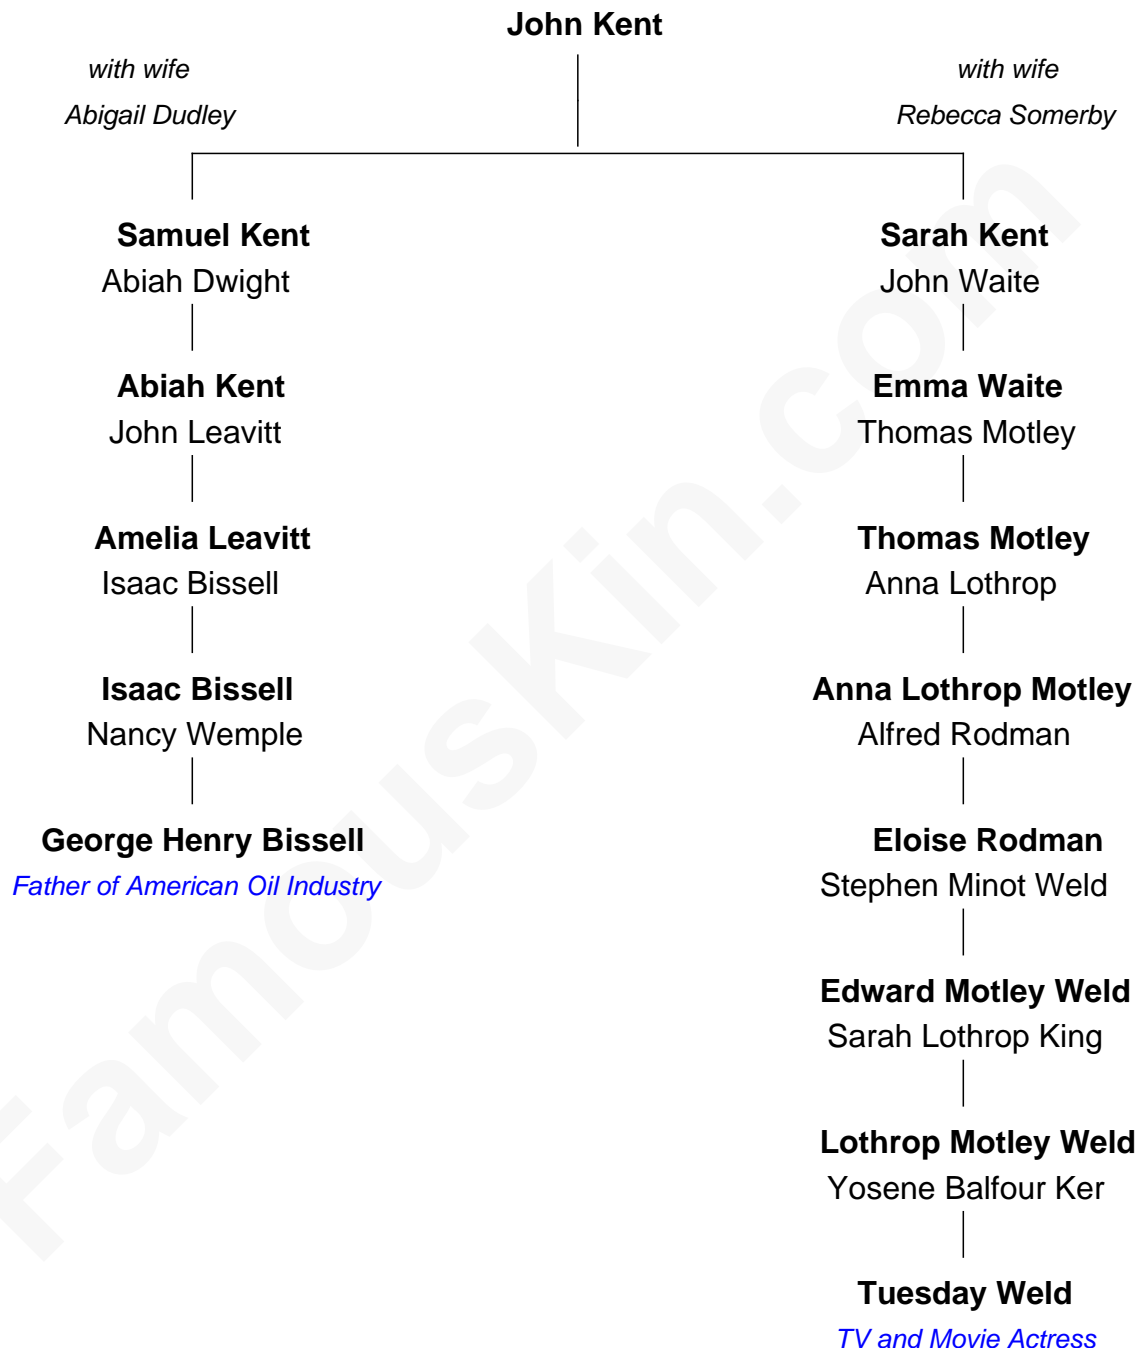 John Kent
with wife
Abigail Dudley
with wife
Rebecca Somerby
Samuel Kent
Abiah Dwight
Abiah Kent
John Leavitt
Amelia Leavitt
Isaac Bissell
Isaac Bissell
Nancy Wemple
George Henry Bissell
Father of American Oil Industry
Sarah Kent
John Waite
Emma Waite
Thomas Motley
Thomas Motley
Anna Lothrop
Anna Lothrop Motley
Alfred Rodman
Eloise Rodman
Stephen Minot Weld
Edward Motley Weld
Sarah Lothrop King
Lothrop Motley Weld
Yosene Balfour Ker
Tuesday Weld
TV and Movie Actress
FamousKin.com